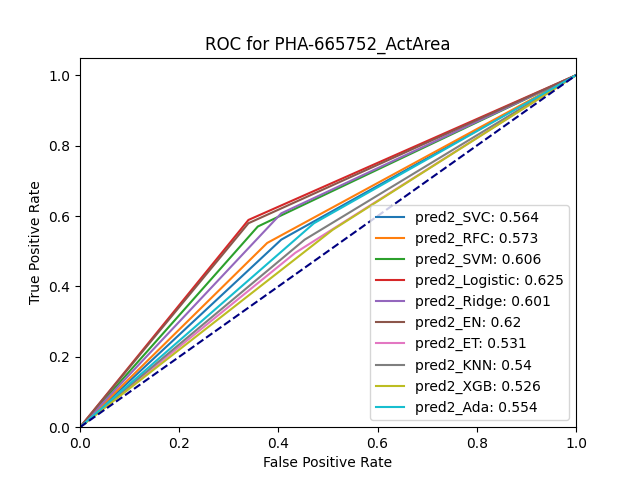 ROC for PHA-665752_ActArea
True Positive Rate
1.0
0.8
0.6
0.4
0.2
0.0
pred2_SVC: 0.564
pred2_RFC: 0.573
pred2_SVM: 0.606
pred2_Logistic: 0.625
pred2_Ridge: 0.601
pred2_EN: 0.62
pred2_ET: 0.531
pred2_KNN: 0.54
pred2_XGB: 0.526
pred2_Ada: 0.554
0.0 0.2 0.4 0.6 0.8 1.0
False Positive Rate